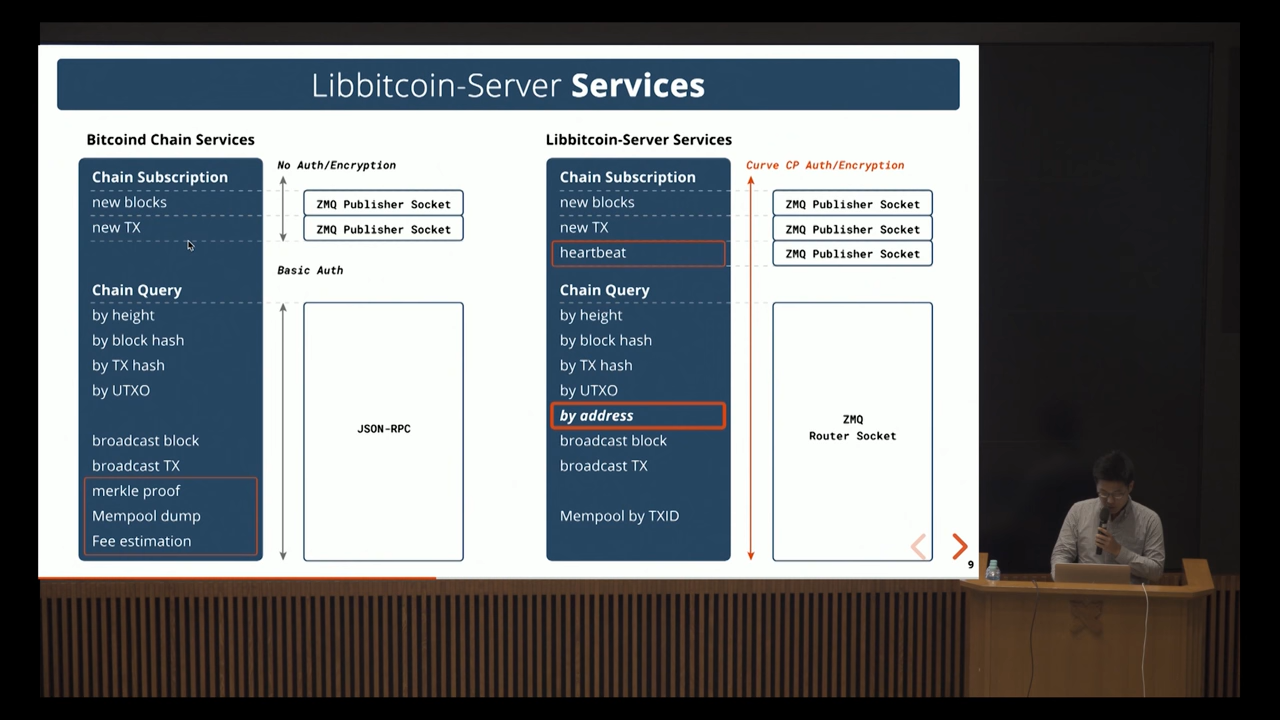 Libbitcoin-Server Services
Bitcoind Chain Services
Chain Subscription
new blocks
new TX
No Auth/Encryption
ZMQ Publisher Socket
ZMQ Publisher Socket
Basic Auth
Chain Query
by height
by block hash
by TX hash
by UTXO
broadcast block
broadcast TX
merkle proof
Mempool dump
Fee estimation
JSON-RPC
Libbitcoin-Server Services
Chain Subscription
new blocks
new TX
heartbeat
Curve CP Auth/Encryption
ZMQ Publisher Socket
ZMQ Publisher Socket
ZMQ Publisher Socket
Chain Query
by height
by block hash
by TX hash
by UTXO
by address
broadcast block
broadcast TX
Mempool by TXID
ZMQ
Router Socket
9